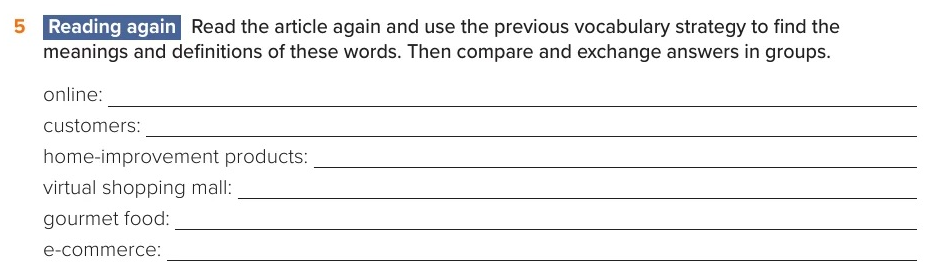 5 Reading again Read the article again and use the previous vocabulary strategy to find the
meanings and definitions of these words. Then compare and exchange answers in groups.
online:
customers:
home-improvement products:
virtual shopping mall:
gourmet food:
e-commerce: